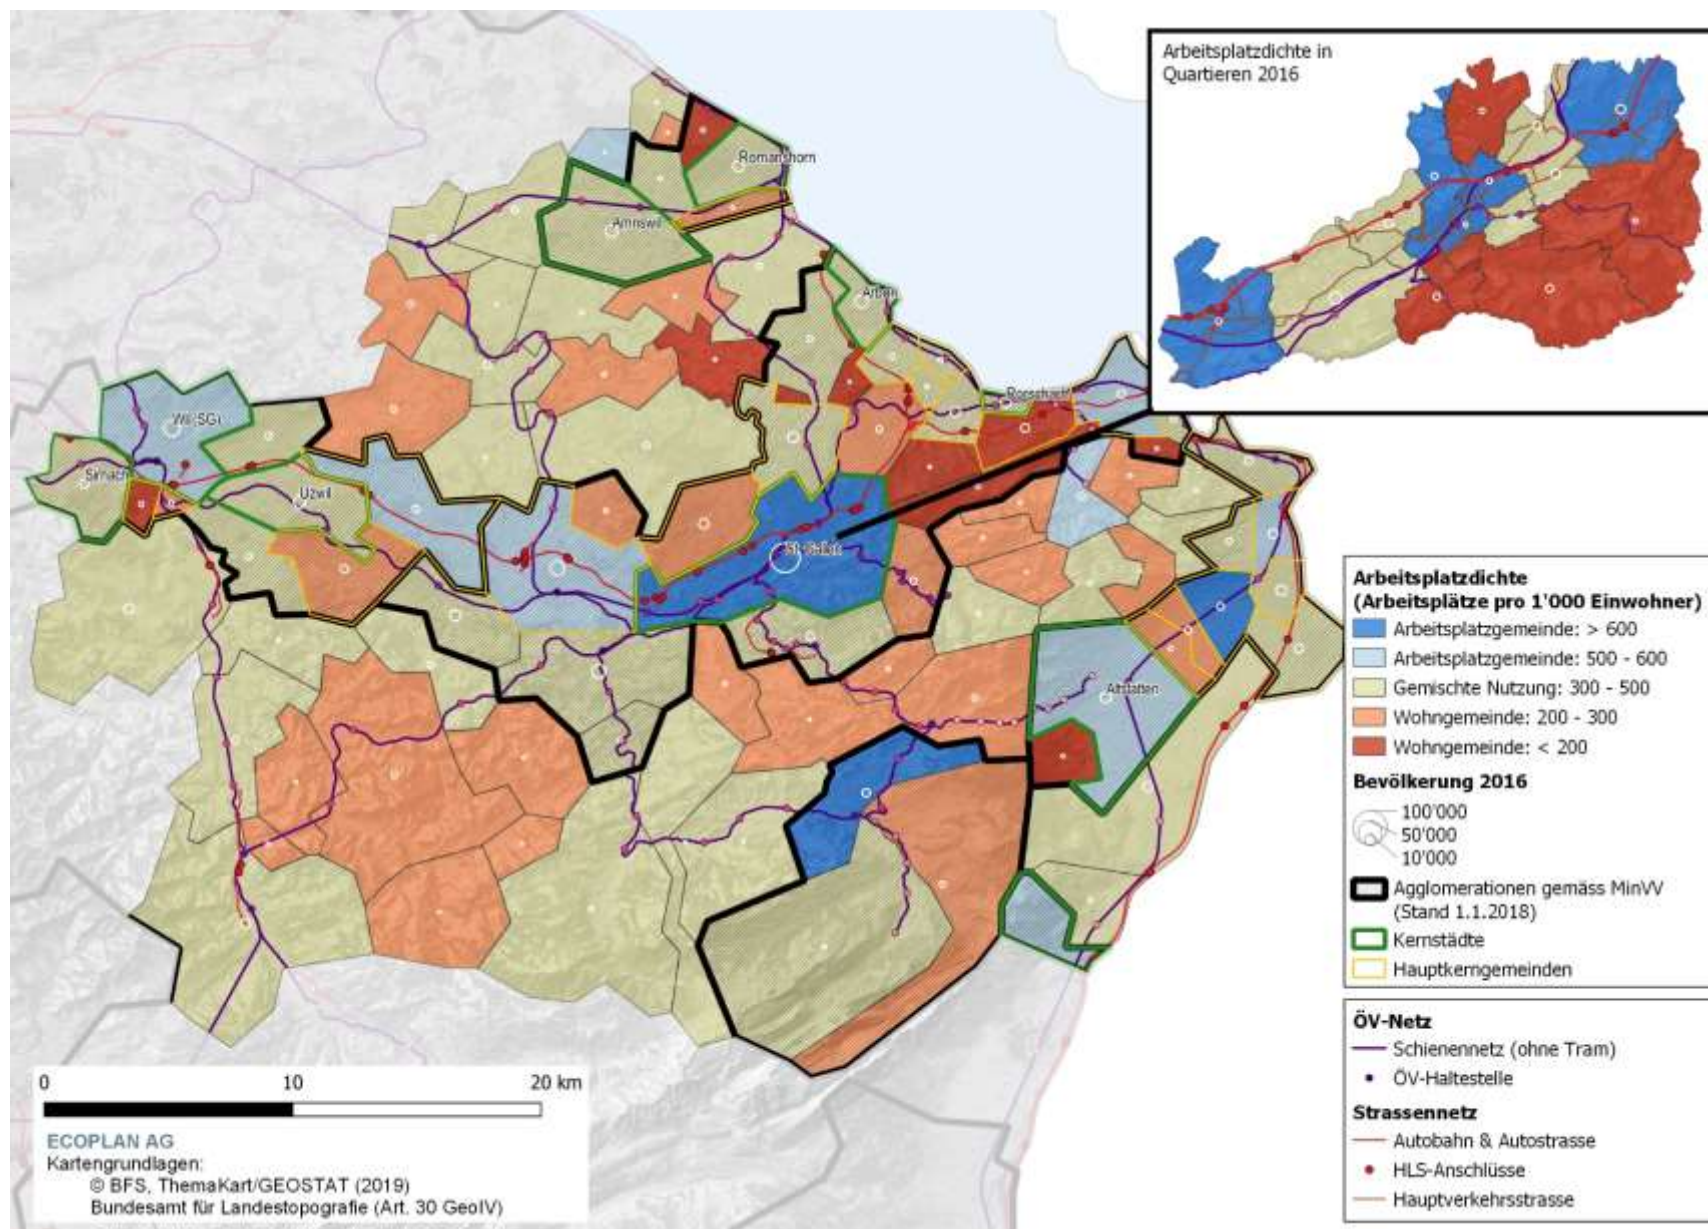 Arbeitsplatzdichte in
Quartieren 2016
Romanshorn
Amriswil
Arbon
Rorschach
Wil (SG)
Sirnach
Uzwil
St. Gallen
Altstätten
Arbeitsplatzdichte
(Arbeitsplätze pro 1'000 Einwohner)
Arbeitsplatzgemeinde: > 600
Arbeitsplatzgemeinde: 500 - 600
Gemischte Nutzung: 300 - 500
Wohngemeinde: 200 - 300
Wohngemeinde: < 200
Bevölkerung 2016
100'000
50'000
10'000
Agglomerationen gemäss MinVV
(Stand 1.1.2018)
Kernstädte
Hauptkerngemeinden
ÖV-Netz
Schienennetz (ohne Tram)
ÖV-Haltestelle
Strassennetz
Autobahn & Autostrasse
HLS-Anschlüsse
Hauptverkehrsstrasse
0 10 20 km
ECOPLAN AG
Kartengrundlagen:
© BFS, ThemaKart/GEOSTAT (2019)
Bundesamt für Landestopografie (Art. 30 GeoIV)